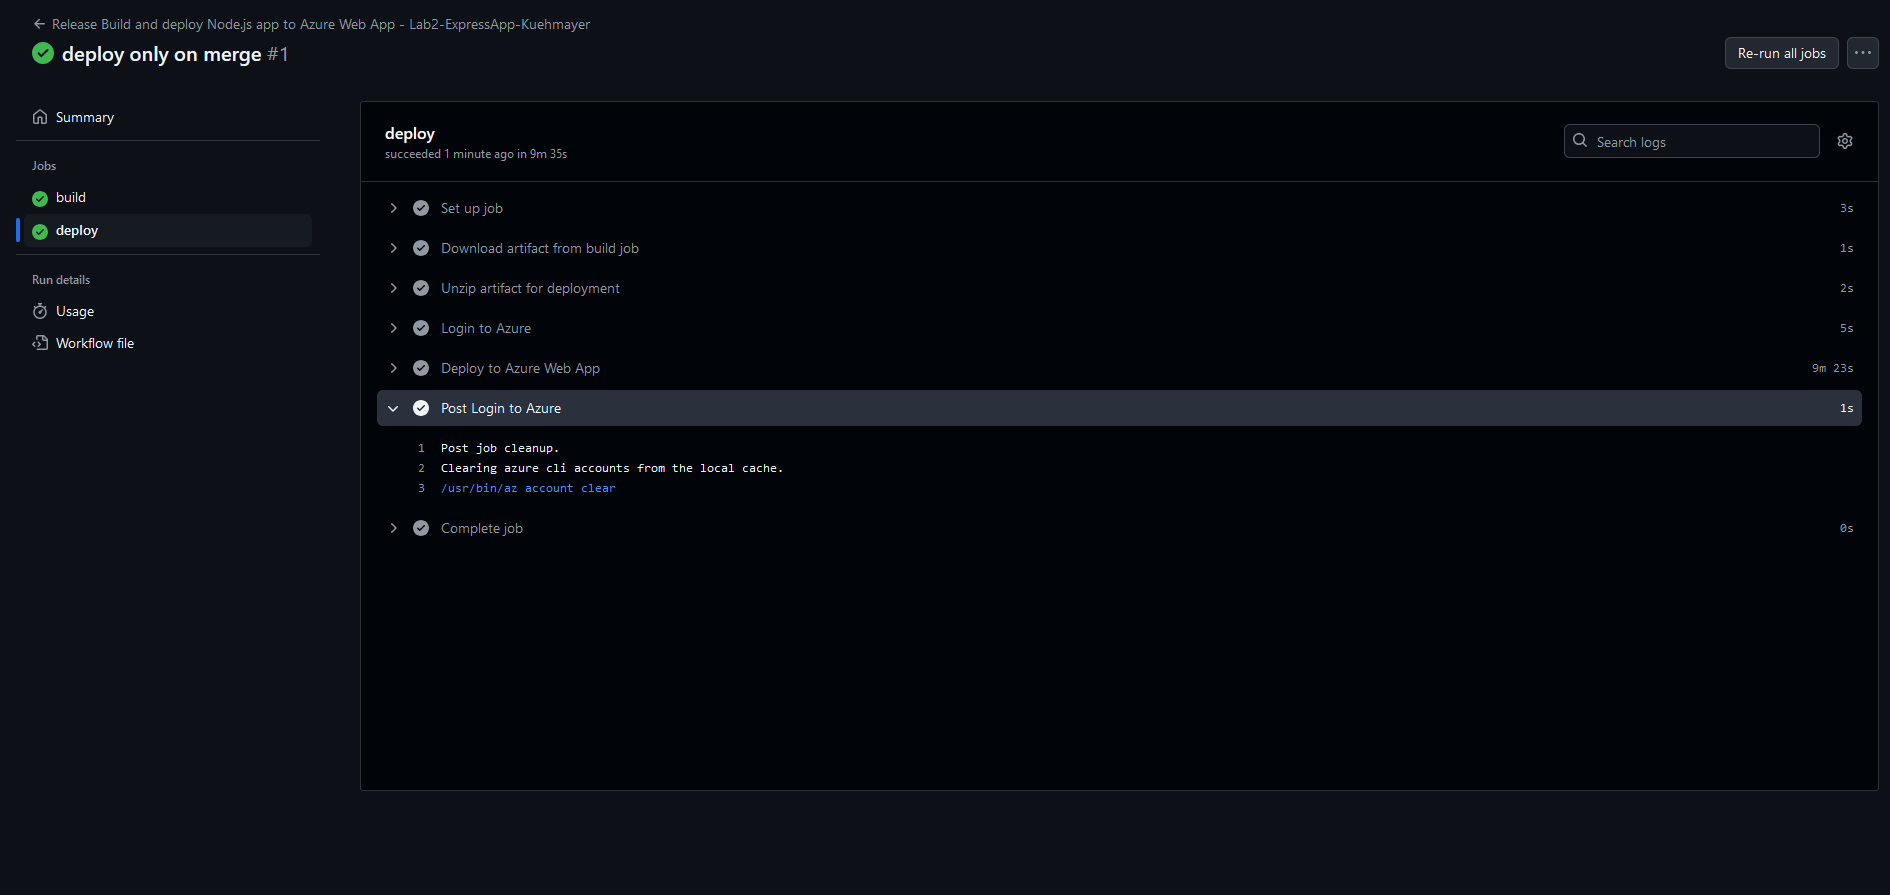 Release Build and deploy Node.js app to Azure Web App - Lab2-ExpressApp-Kuehmayer
deploy only on merge #1
Re-run all jobs
Summary
Jobs
build
deploy
Run details
Usage
Workflow file
deploy
succeeded 1 minute ago in 9m 35s
Search logs
Set up job 3s
Download artifact from build job 1s
Unzip artifact for deployment 2s
Login to Azure 5s
Deploy to Azure Web App 9m 23s
Post Login to Azure 1s
1 Post job cleanup.
2 Clearing azure cli accounts from the local cache.
3 /usr/bin/az account clear
Complete job 0s